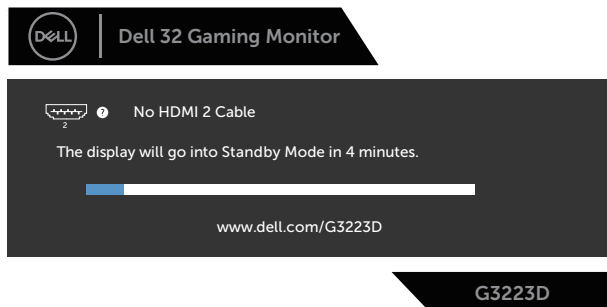 DELL
Dell 32 Gaming Monitor
? No HDMI 2 Cable
2
The display will go into Standby Mode in 4 minutes.
www.dell.com/G3223D
G3223D